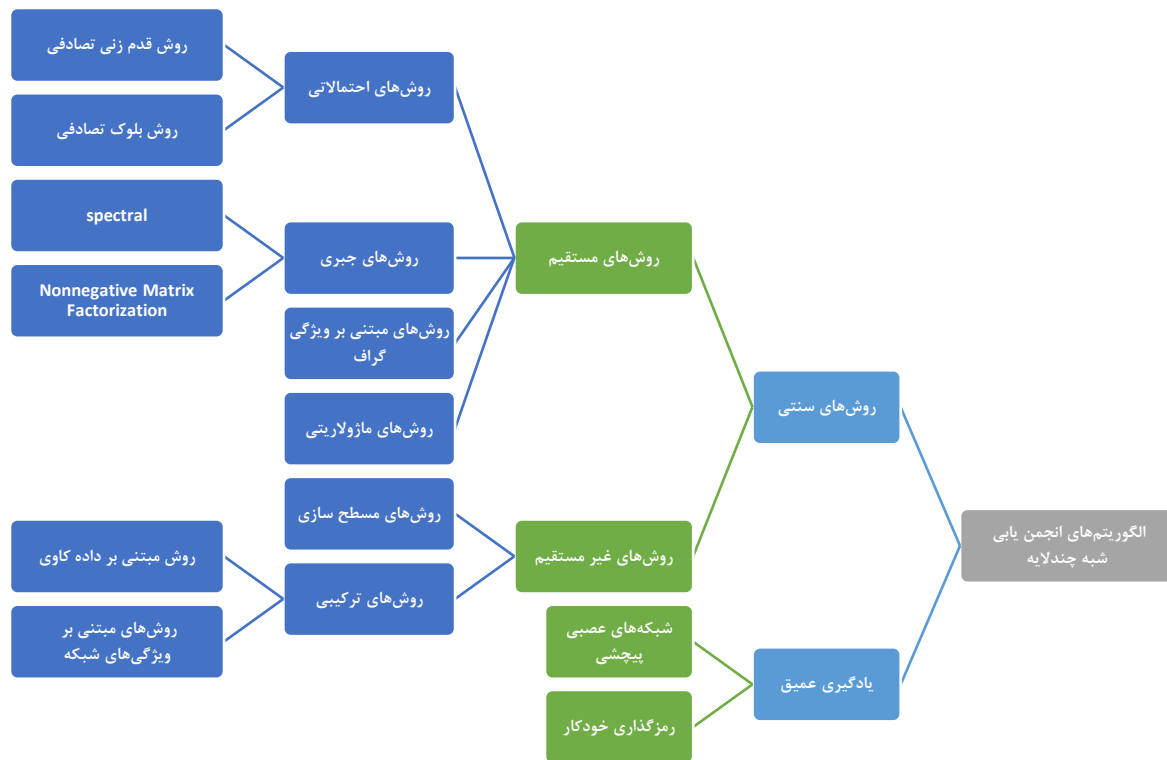 الگوریتم‌های انجمن یابی
شبه چندلایه
روش‌های سنتی
روش‌های مستقیم
روش‌های احتمالاتی
روش قدم زنی تصادفی
روش بلوک تصادفی
روش‌های جبری
spectral
Nonnegative Matrix
Factorization
روش‌های مبتنی بر ویژگی
گراف
روش‌های ماژولاریتی
روش‌های غیر مستقیم
روش‌های مسطح سازی
روش‌های ترکیبی
روش مبتنی بر داده کاوی
روش‌های مبتنی بر
ویژگی‌های شبکه
یادگیری عمیق
شبکه‌های عصبی
پیچشی
رمزگذاری خودکار